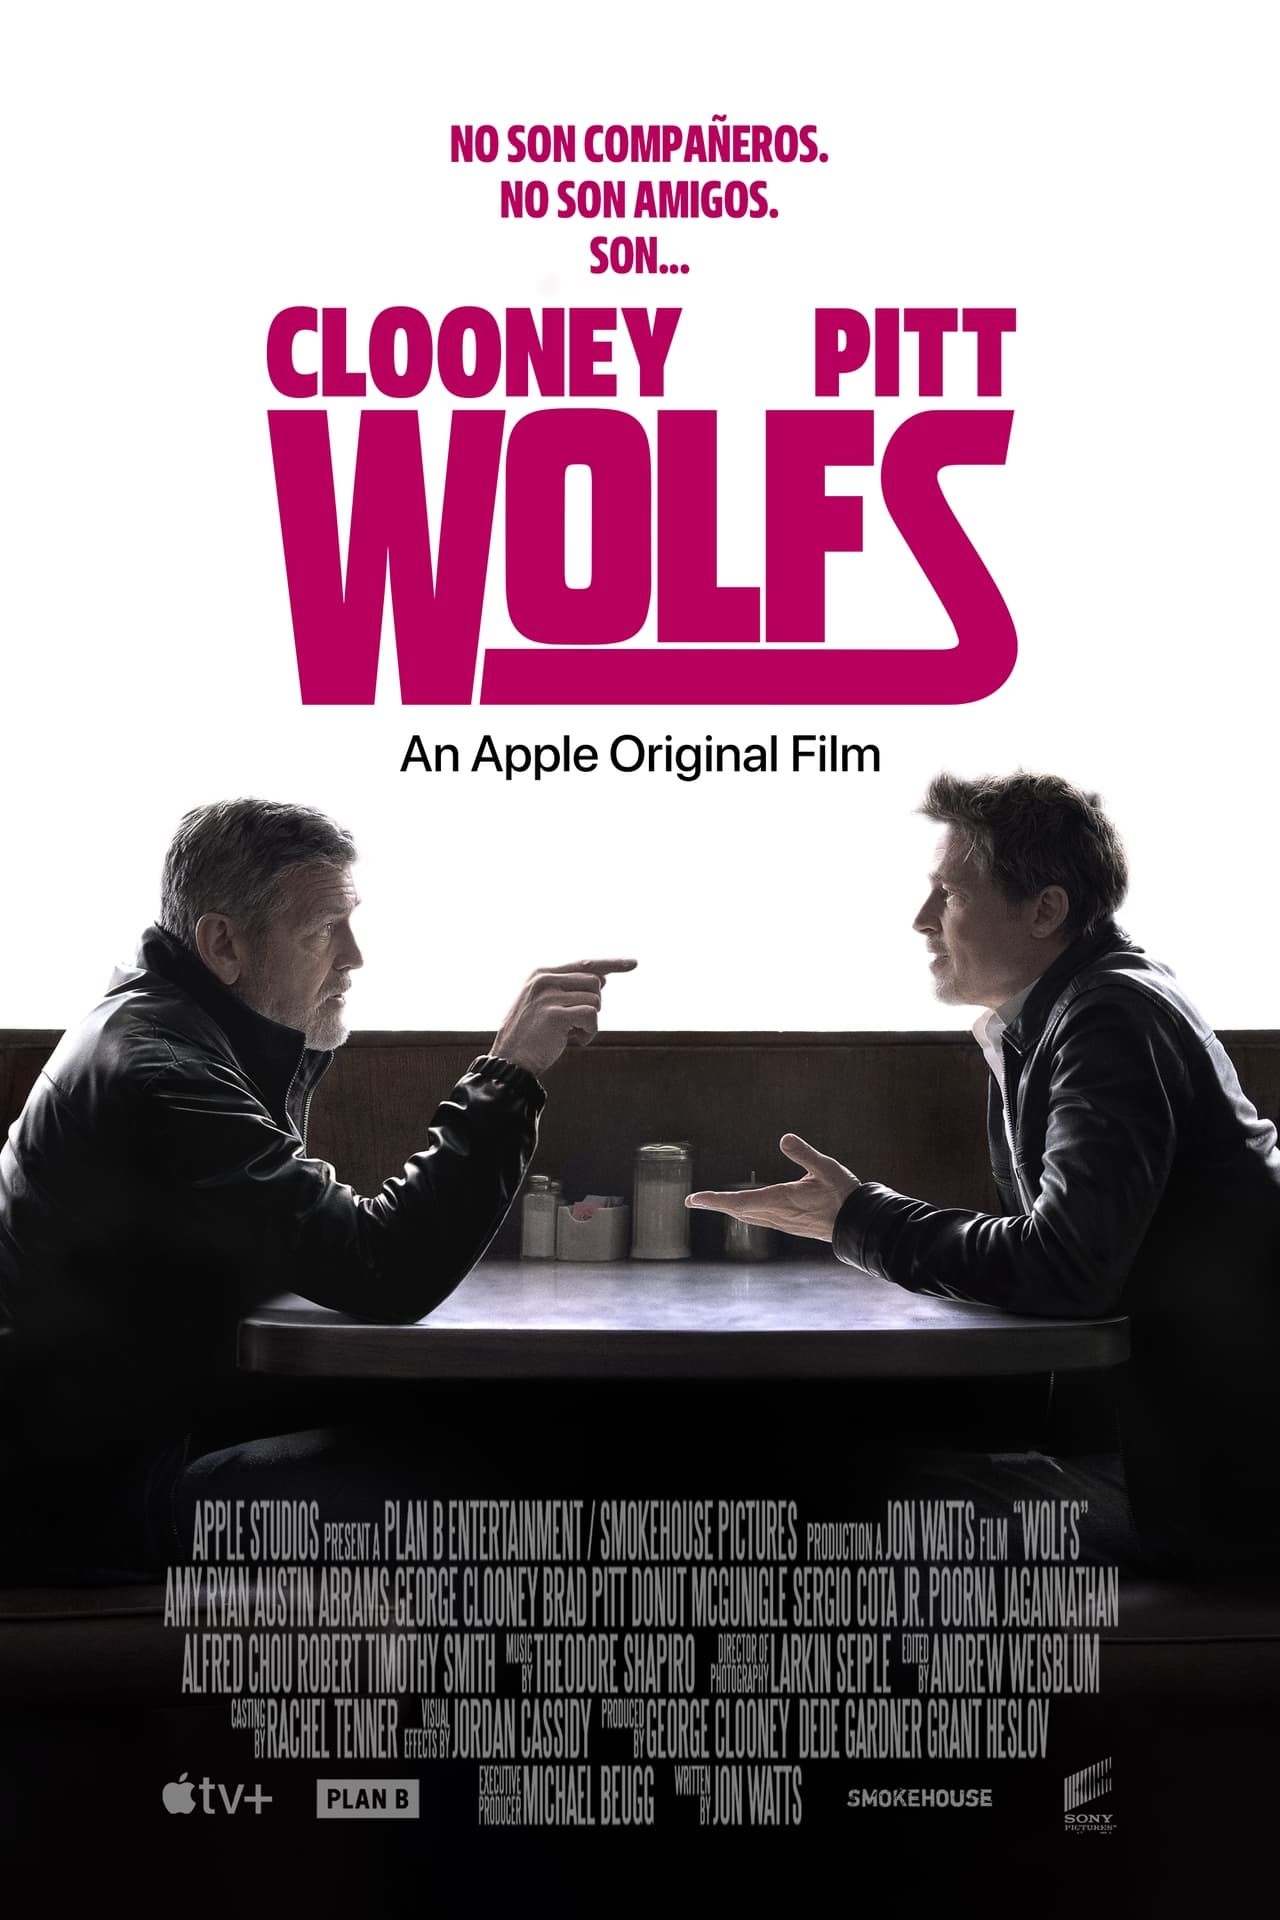 NO SON COMPAÑEROS.
NO SON AMIGOS.
SON...
CLOONEY PITT
WOLFS
An Apple Original Film
APPLE STUDIOS PRESENT A PLAN B ENTERTAINMENT / SMOKEHOUSE PICTURES PRODUCTION A JON WATTS FILM “WOLFS”
AMY RYAN AUSTIN ABRAMS GEORGE CLOONEY BRAD PITT DONUT MCGUNIGLE SERGIO COTA JR. POORNA JAGANNATHAN
ALFRED CHOU ROBERT TIMOTHY SMITH MUSIC BY THEODORE SHAPIRO DIRECTOR OF PHOTOGRAPHY LARKIN SEIPLE EDITED BY ANDREW WEISBLUM
CASTING BY RACHEL TENNER VISUAL EFFECTS BY JORDAN CASSIDY PRODUCED BY GEORGE CLOONEY DEDE GARDNER GRANT HESLOV
tv+ PLAN B EXECUTIVE PRODUCER MICHAEL BEUGG WRITTEN BY JON WATTS SMOKEHOUSE
SONY
PICTURES™